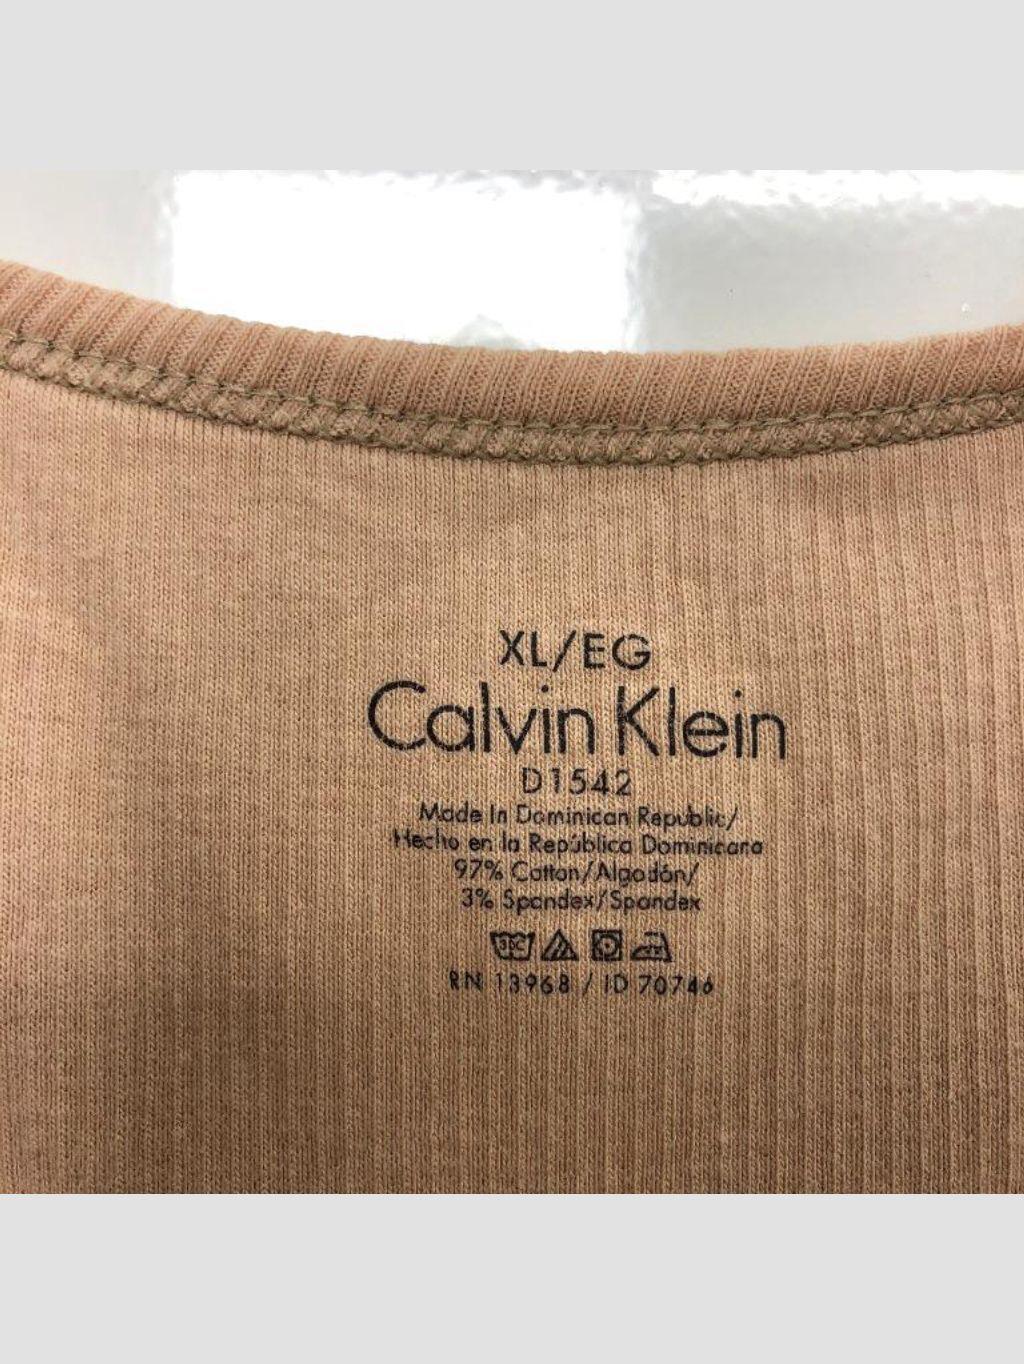 XL/EG
Calvin Klein
D1542
Made In Dominican Republic/
Hecho en la República Dominicana
97% Cotton/Algodón/
3% Spandex/Spandex
30C
RN 13968 / ID 70746